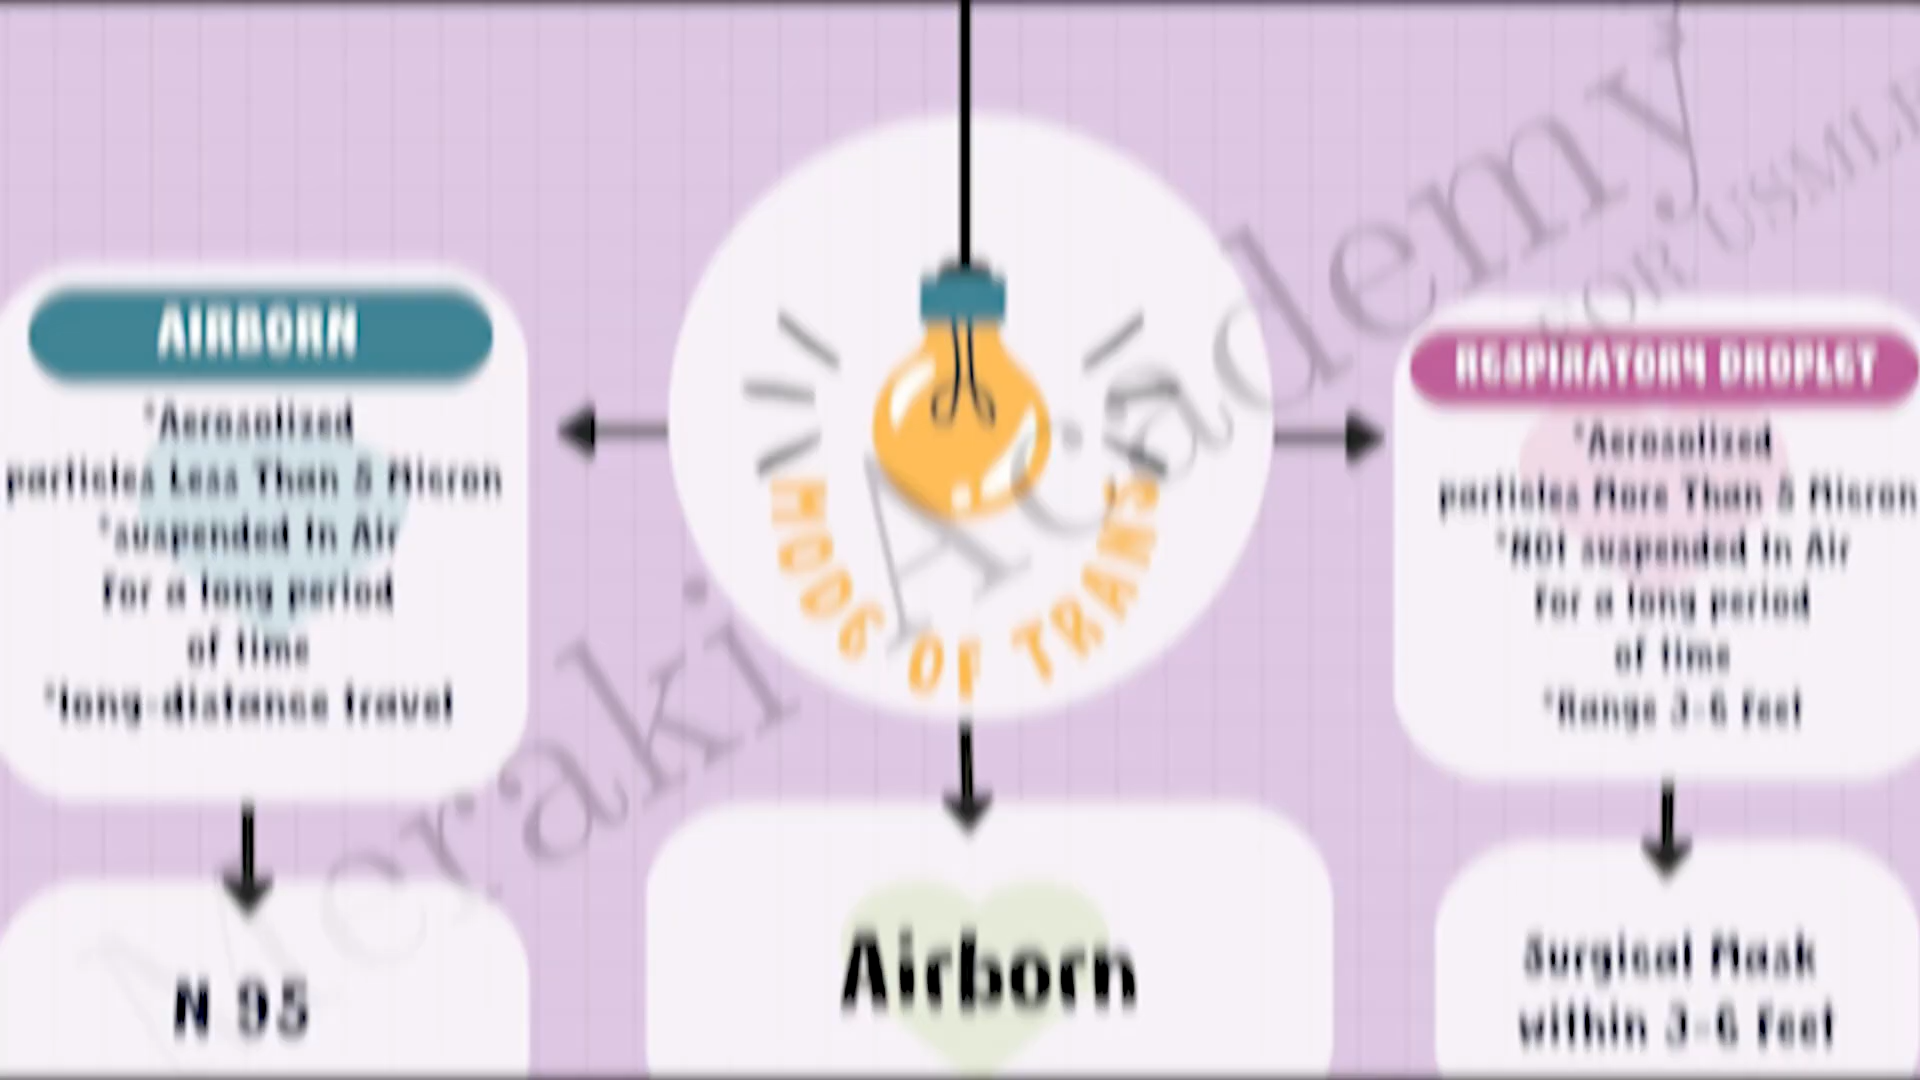 MODE OF TRANS
AIRBORN
*Aerosolized
particles Less Than 5 Micron
*suspended In Air
For a long period
of time
*long-distance travel
N 95
Airborn
RESPIRATORY DROPLET
*Aerosolized
particles More Than 5 Micron
*NOT suspended In Air
For a long period
of time
*Range 3-6 Feet
Surgical Mask
within 3-6 Feet
Meraki Academy
FOR USMLE